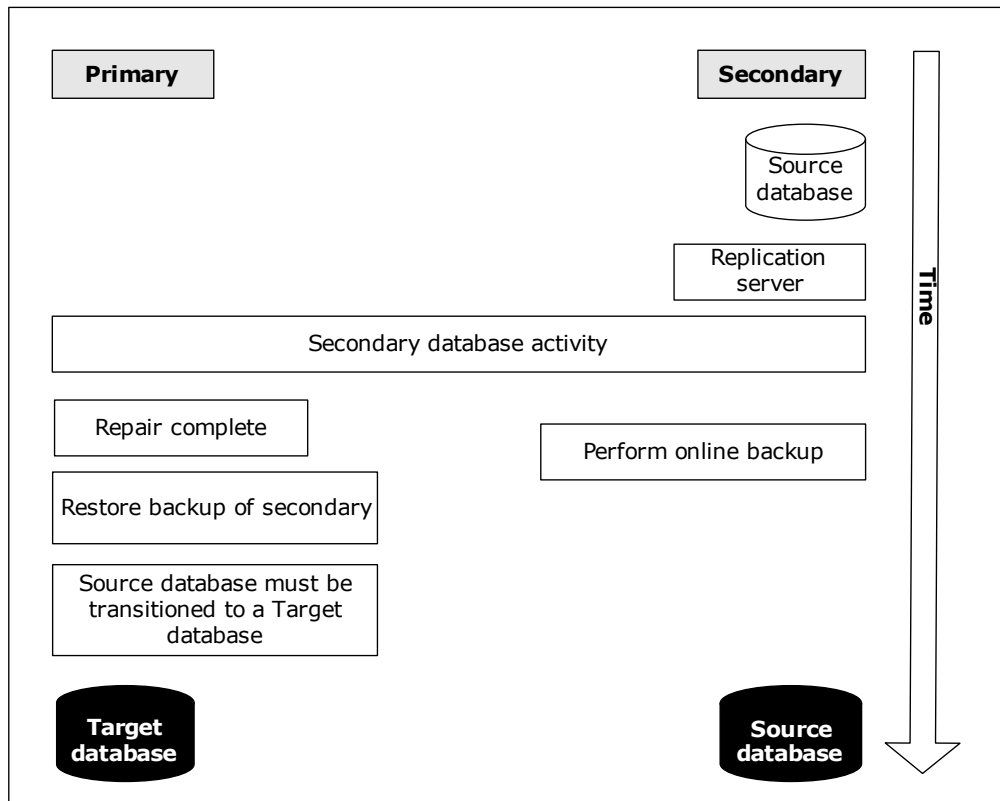 Primary
Secondary
Source
database
Replication
server
Time
Secondary database activity
Repair complete
Perform online backup
Restore backup of secondary
Source database must be
transitioned to a Target
database
Target
database
Source
database